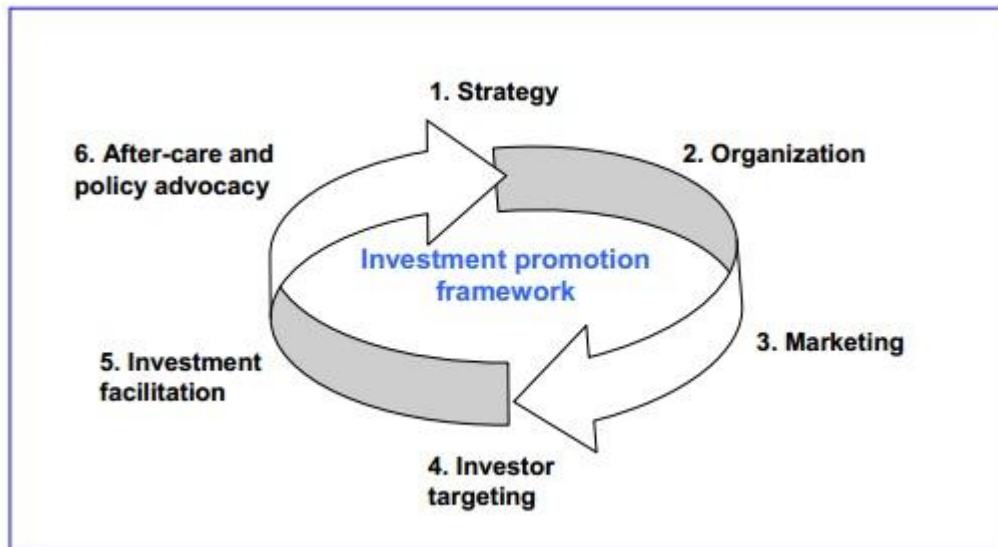 1. Strategy
2. Organization
3. Marketing
4. Investor
targeting
5. Investment
facilitation
6. After-care and
policy advocacy
Investment promotion
framework